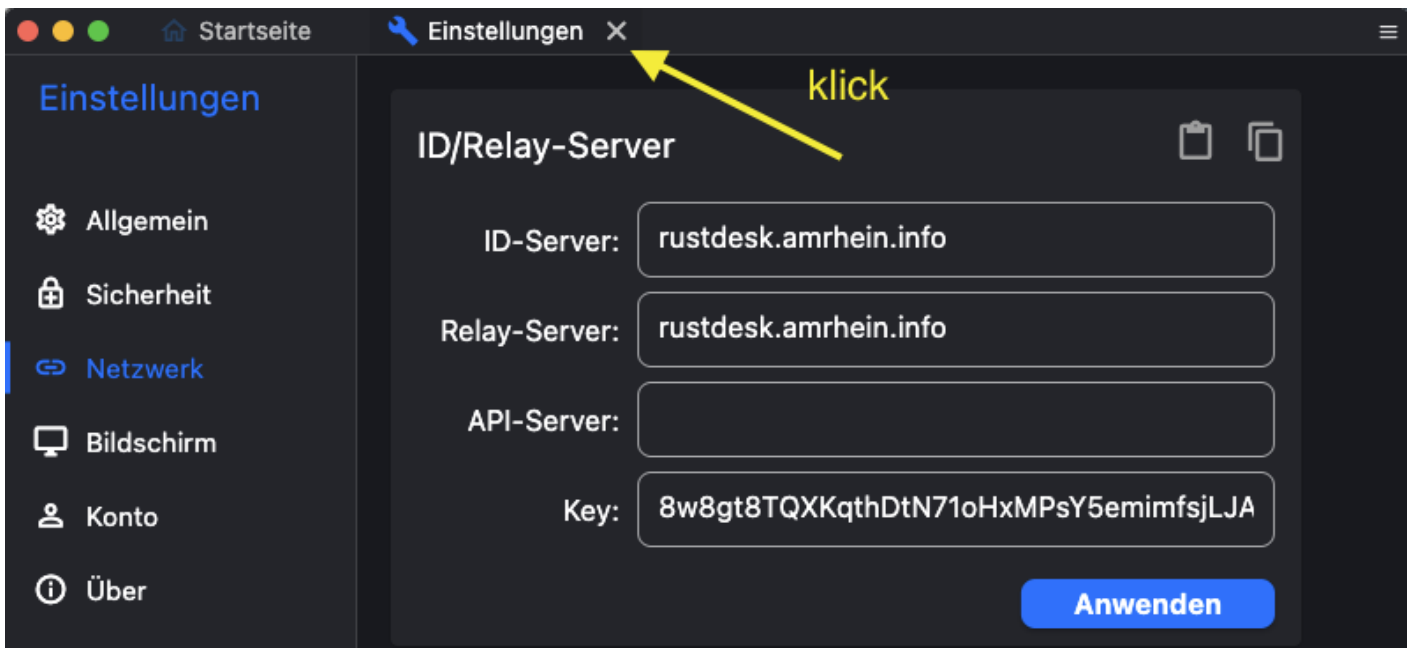 Startseite
Einstellungen
klick
Einstellungen
Allgemein
Sicherheit
Netzwerk
Bildschirm
Konto
Über
ID/Relay-Server
ID-Server: rustdesk.amrhein.info
Relay-Server: rustdesk.amrhein.info
API-Server:
Key: 8w8gt8TQXKqthDtN71oHxMPsY5emimfsjLJA
Anwenden